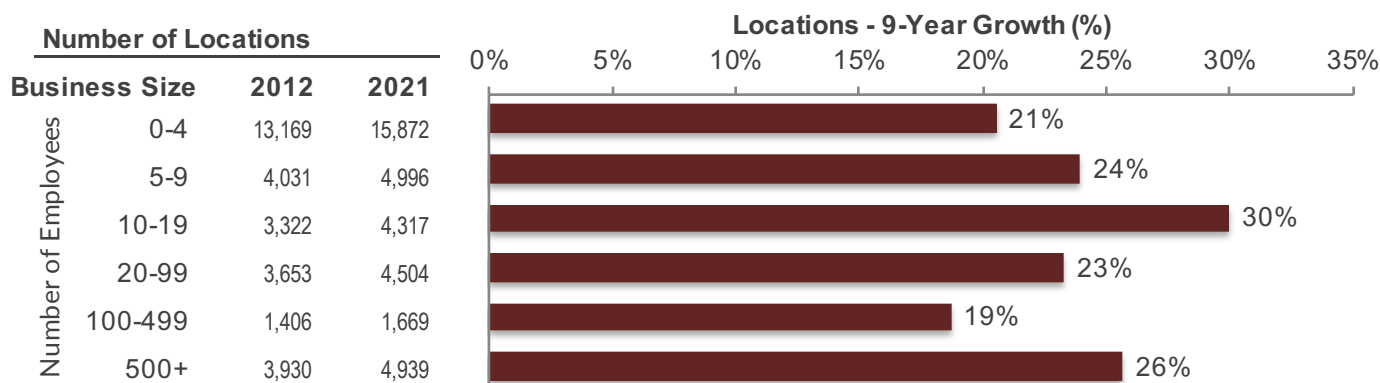 Number of Locations
Locations - 9-Year Growth (%)
0% 5% 10% 15% 20% 25% 30% 35%
Business Size 2012 2021
Number of Employees
0-4 13,169 15,872 21%
5-9 4,031 4,996 24%
10-19 3,322 4,317 30%
20-99 3,653 4,504 23%
100-499 1,406 1,669 19%
500+ 3,930 4,939 26%